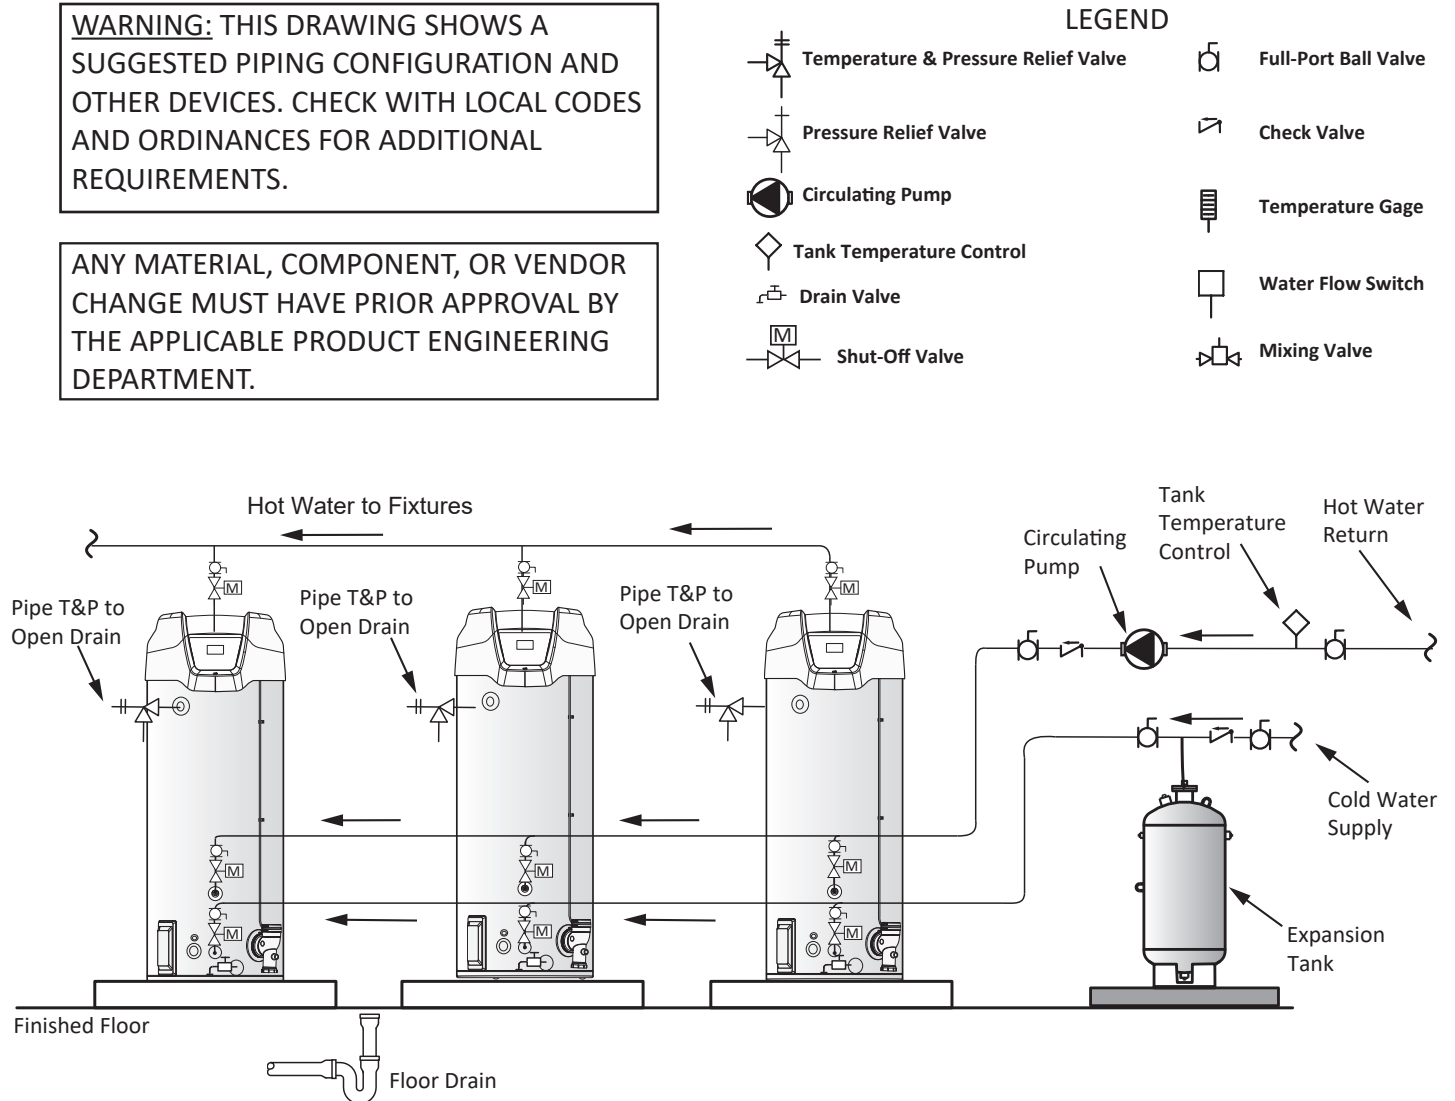 WARNING: THIS DRAWING SHOWS A
SUGGESTED PIPING CONFIGURATION AND
OTHER DEVICES. CHECK WITH LOCAL CODES
AND ORDINANCES FOR ADDITIONAL
REQUIREMENTS.
ANY MATERIAL, COMPONENT, OR VENDOR
CHANGE MUST HAVE PRIOR APPROVAL BY
THE APPLICABLE PRODUCT ENGINEERING
DEPARTMENT.
LEGEND
Temperature & Pressure Relief Valve
Pressure Relief Valve
Circulating Pump
Tank Temperature Control
Drain Valve
M
Shut-Off Valve
Full-Port Ball Valve
Check Valve
Temperature Gage
Water Flow Switch
Mixing Valve
Hot Water to Fixtures
Tank
Temperature
Control
Hot Water
Return
Circulating
Pump
M
M
M
Pipe T&P to
Open Drain
Pipe T&P to
Open Drain
Pipe T&P to
Open Drain
Cold Water
Supply
M
M
M
M
M
M
Expansion
Tank
Finished Floor
Floor Drain